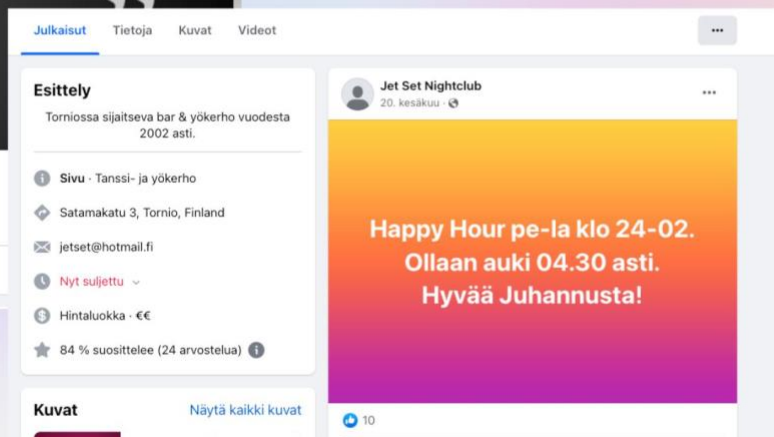 Julkaisut Tietoja Kuvat Videot
Esittely
Torniossa sijaitseva bar & yökerho vuodesta
2002 asti.
Sivu · Tanssi- ja yökerho
Satamakatu 3, Tornio, Finland
jetset@hotmail.fi
Nyt suljettu
Hintaluokka · €€
84 % suosittelee (24 arvostelua)
Kuvat Näytä kaikki kuvat
Jet Set Nightclub
20. kesäkuu ·
Happy Hour pe-la klo 24-02.
Ollaan auki 04.30 asti.
Hyvää Juhannusta!
10